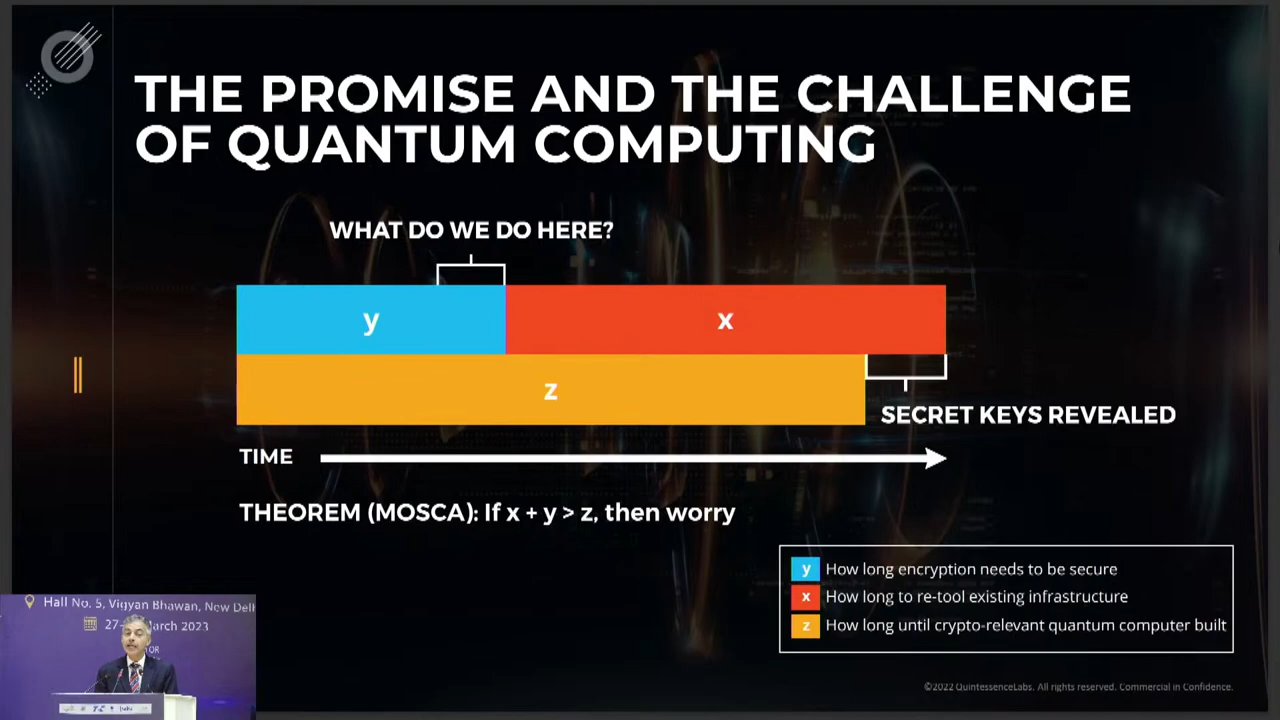 THE PROMISE AND THE CHALLENGE
OF QUANTUM COMPUTING
WHAT DO WE DO HERE?
y
x
z
SECRET KEYS REVEALED
TIME
THEOREM (MOSCA): If x + y > z, then worry
y How long encryption needs to be secure
x How long to re-tool existing infrastructure
z How long until crypto-relevant quantum computer built
©2022 QuintessenceLabs. All rights reserved. Commercial in Confidence.
Hall No. 5, Vigyan Bhawan, New Delh
27- March 2023